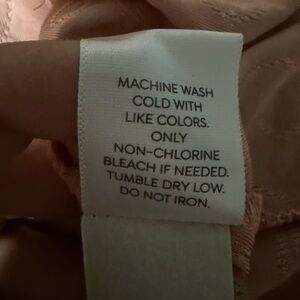 MACHINE WASH
COLD WITH
LIKE COLORS.
ONLY
NON-CHLORINE
BLEACH IF NEEDED.
TUMBLE DRY LOW.
DO NOT IRON.